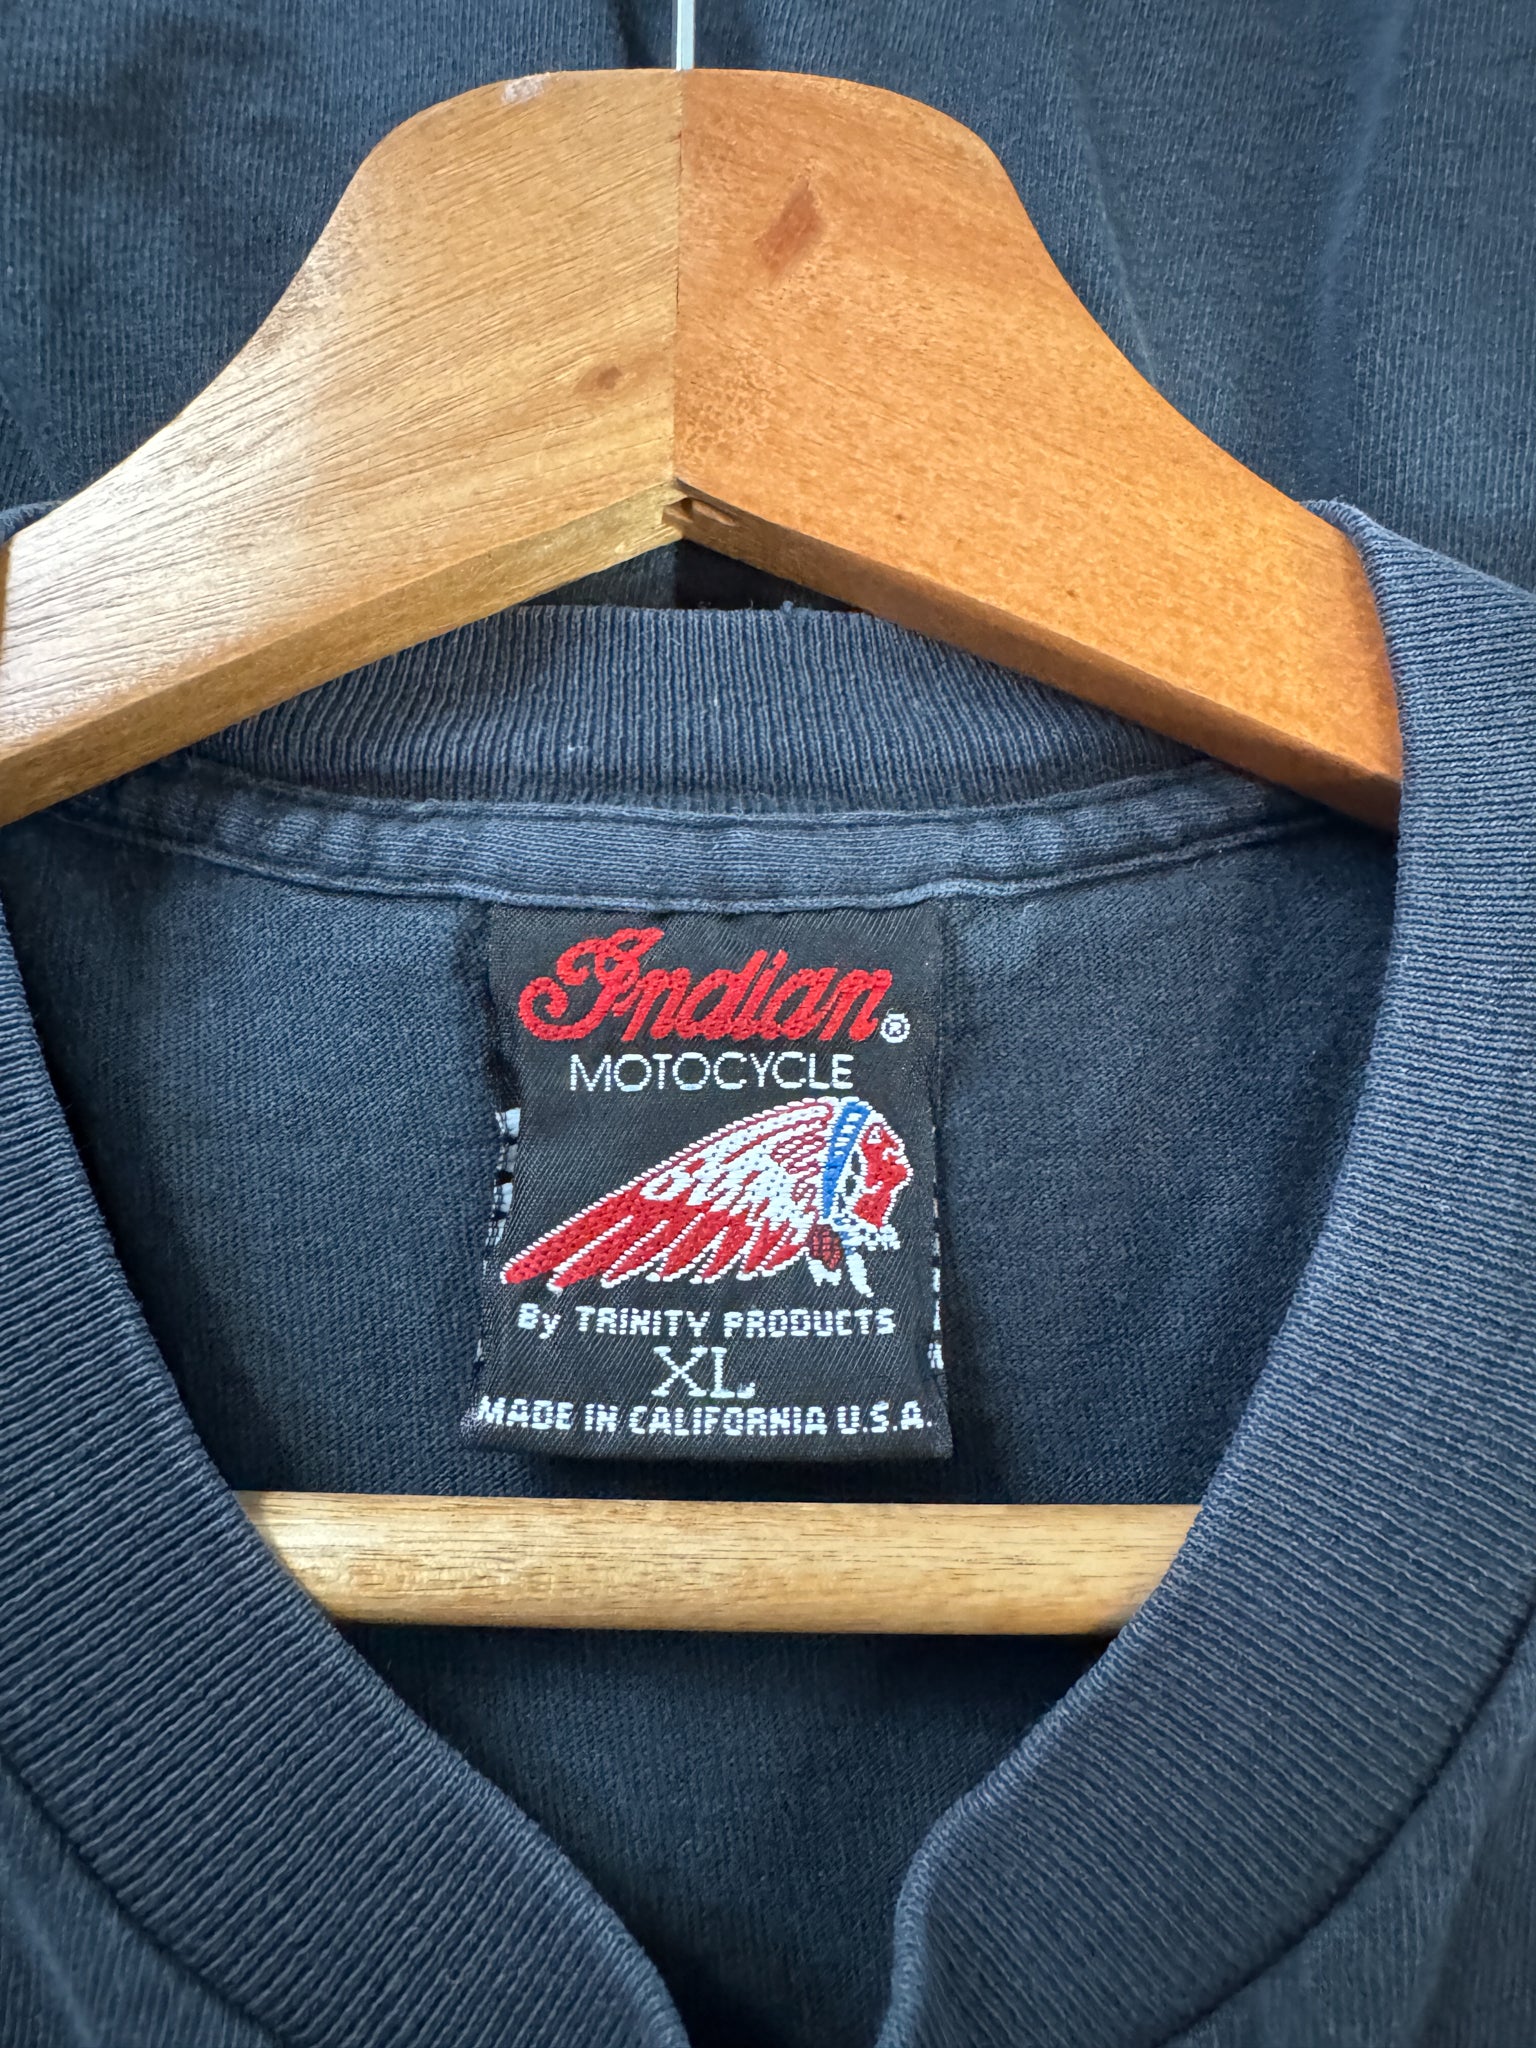 Indian®
MOTOCYCLE
By TRINITY PRODUCTS
XL
MADE IN CALIFORNIA U.S.A.